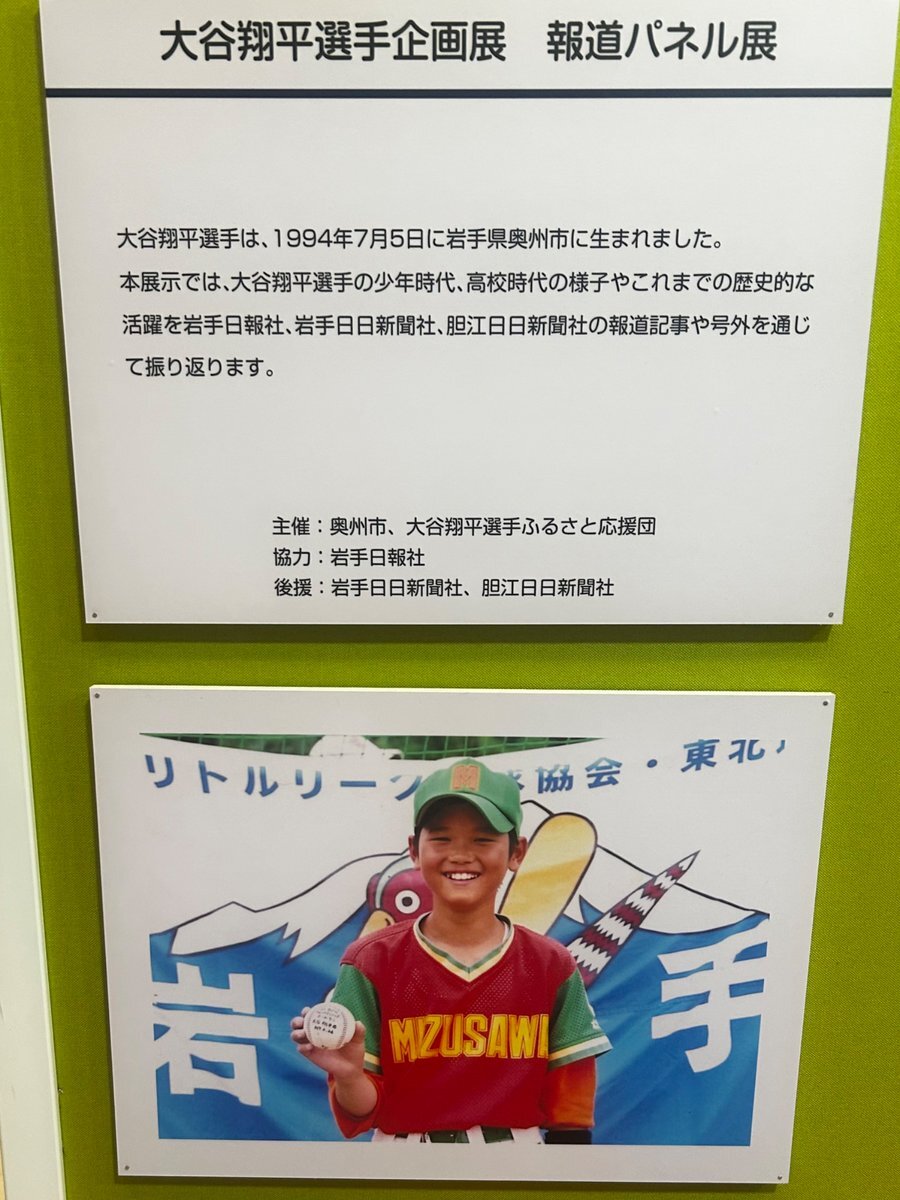 大谷翔平選手企画展　報道パネル展
大谷翔平選手は、1994年7月5日に岩手県奥州市に生まれました。
本展示では、大谷翔平選手の少年時代、高校時代の様子やこれまでの歴史的な
活躍を岩手日報社、岩手日日新聞社、胆江日日新聞社の報道記事や号外を通じ
て振り返ります。
主催：奥州市、大谷翔平選手ふるさと応援団
協力：岩手日報社
後援：岩手日日新聞社、胆江日日新聞社
リトルリーグ 協会・東北
M
岩手
MIZUSAWA